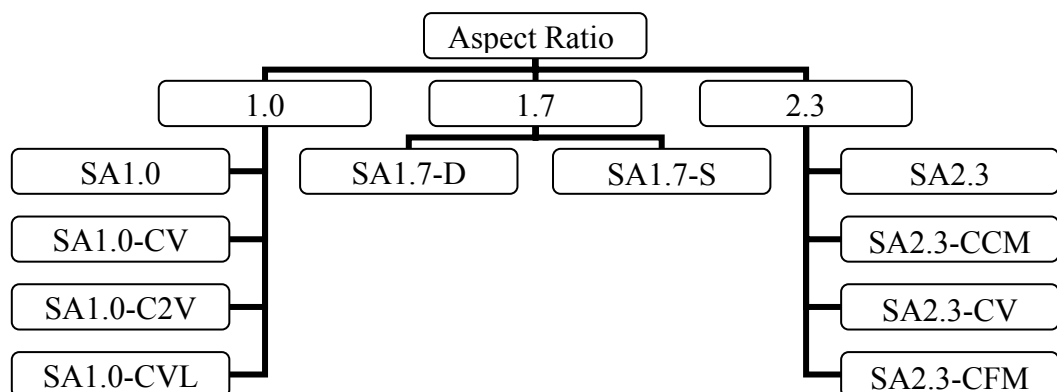 Aspect Ratio
1.0
1.7
2.3
SA1.0
SA1.7-D
SA1.7-S
SA2.3
SA1.0-CV
SA2.3-CCM
SA1.0-C2V
SA2.3-CV
SA1.0-CVL
SA2.3-CFM